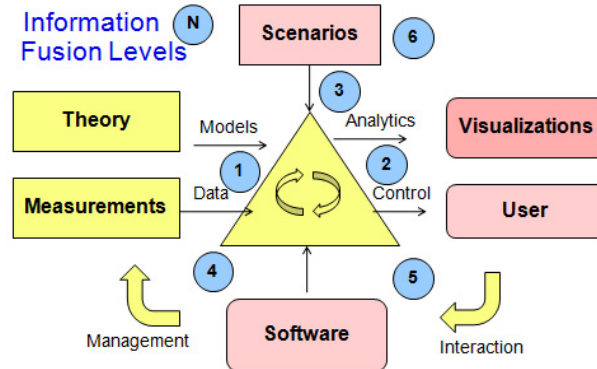 Information
Fusion Levels
N
Scenarios
6
3
Theory
Models
Analytics
Visualizations
1
2
Measurements
Data
Control
User
4
5
Management
Software
Interaction